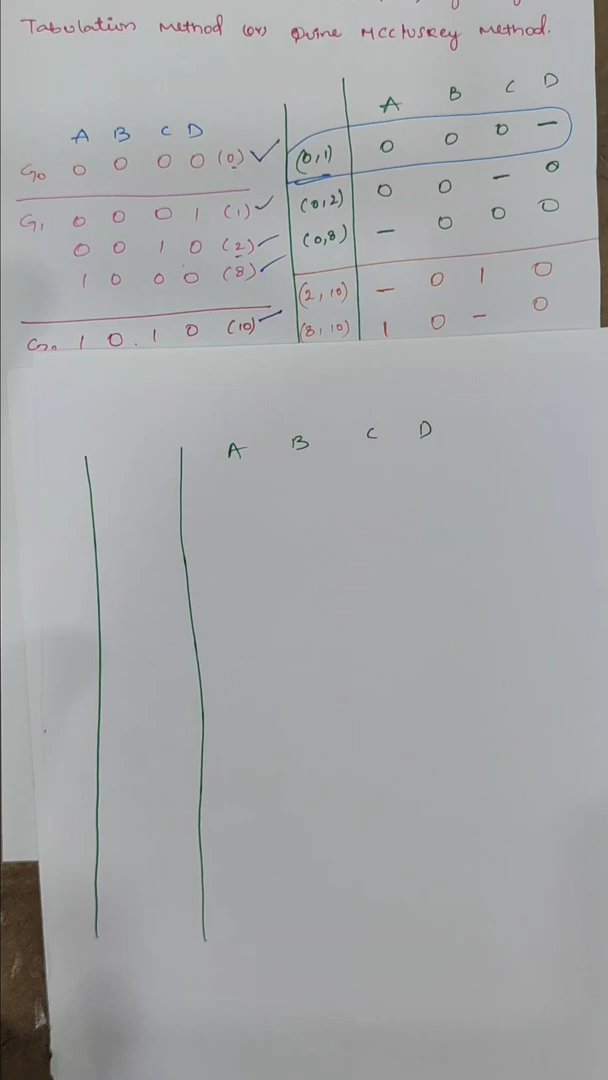 Tabulation Method (or) Quine McCluskey Method.
A B C D
G0 0 0 0 0 (0) ✓
G1 0 0 0 1 (1) ✓
0 0 1 0 (2)
1 0 0 0 (8)
1 0 1 0 (10)
A B C D
(0,1) 0 0 0 -
(0,2) 0 0 - 0
(0,8) - 0 0 0
(2,10) - 0 1 0
(8,10) 1 0 - 0
A B C D